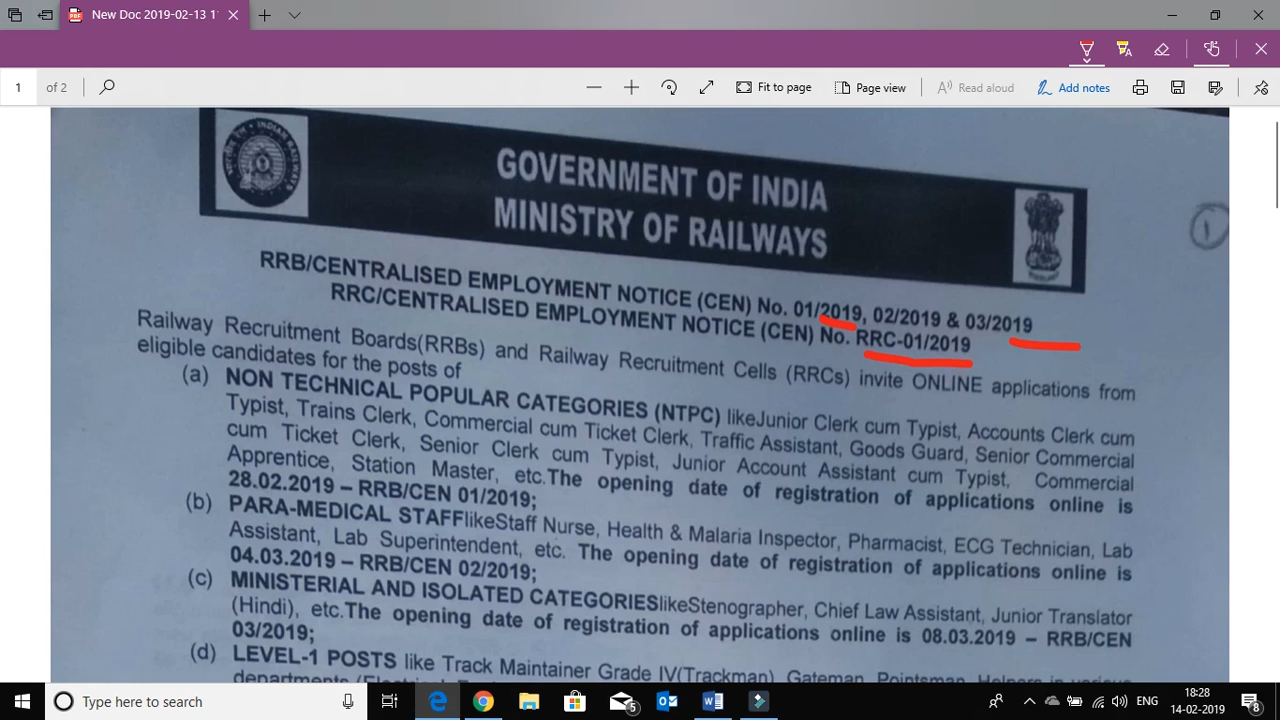 New Doc 2019-02-13 1
1 of 2
Fit to page
Page view
Read aloud
Add notes
INDIAN RAILWAYS
GOVERNMENT OF INDIA
MINISTRY OF RAILWAYS
1
RRB/CENTRALISED EMPLOYMENT NOTICE (CEN) No. 01/2019, 02/2019 & 03/2019
RRC/CENTRALISED EMPLOYMENT NOTICE (CEN) No. RRC-01/2019
Railway Recruitment Boards(RRBs) and Railway Recruitment Cells (RRCs) invite ONLINE applications from
eligible candidates for the posts of
(a) NON TECHNICAL POPULAR CATEGORIES (NTPC) likeJunior Clerk cum Typist, Accounts Clerk cum
Typist, Trains Clerk, Commercial cum Ticket Clerk, Traffic Assistant, Goods Guard, Senior Commercial
cum Ticket Clerk, Senior Clerk cum Typist, Junior Account Assistant cum Typist, Commercial
Apprentice, Station Master, etc.The opening date of registration of applications online is
28.02.2019 – RRB/CEN 01/2019;
(b) PARA-MEDICAL STAFFlikeStaff Nurse, Health & Malaria Inspector, Pharmacist, ECG Technician, Lab
Assistant, Lab Superintendent, etc. The opening date of registration of applications online is
04.03.2019 – RRB/CEN 02/2019;
(c) MINISTERIAL AND ISOLATED CATEGORIESlikeStenographer, Chief Law Assistant, Junior Translator
(Hindi), etc.The opening date of registration of applications online is 08.03.2019 – RRB/CEN
03/2019;
(d) LEVEL-1 POSTS like Track Maintainer Grade IV(Trackman), Gateman, Pointsman, Helpers in various
Type here to search
5
ENG
18:28
14-02-2019
8